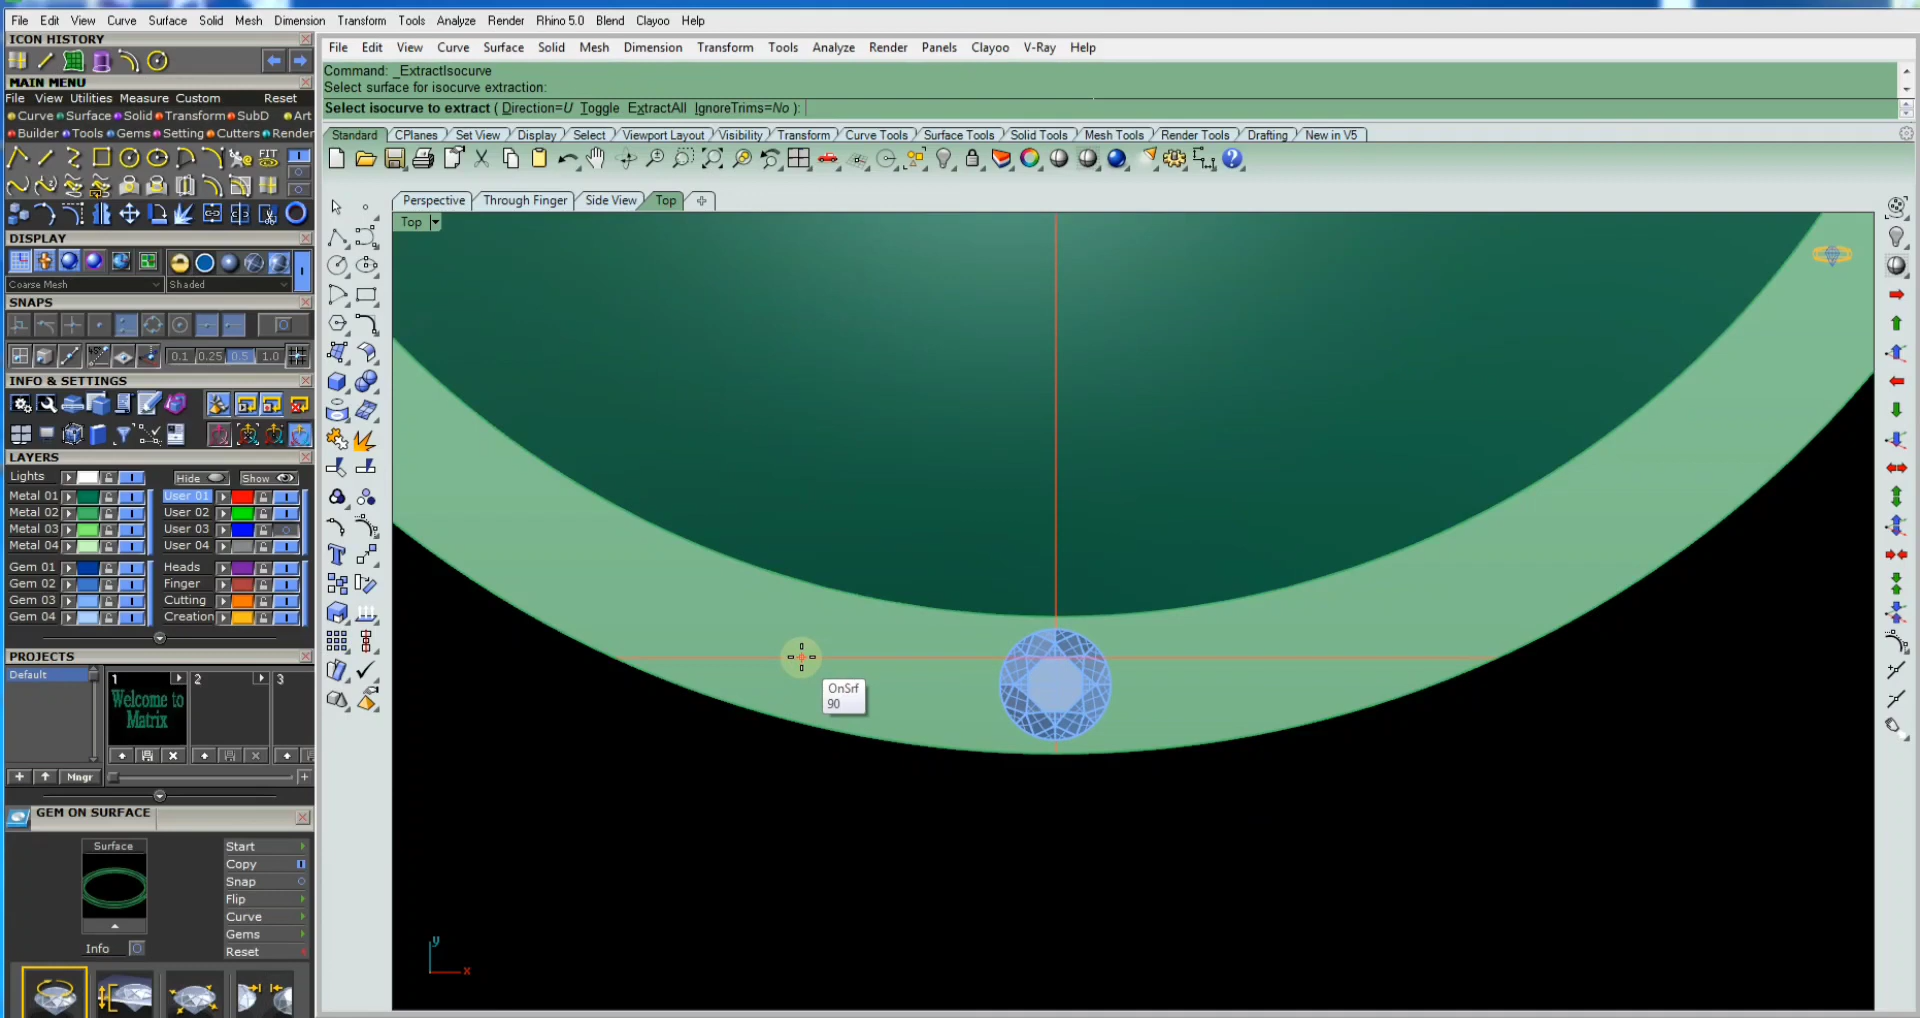 File Edit View Curve Surface Solid Mesh Dimension Transform Tools Analyze Render Rhino 5.0 Blend Clayoo Help
ICON HISTORY
MAIN MENU
File View Utilities Measure Custom Reset
Curve Surface Solid Transform SubD Art
Builder Tools Gems Setting Cutters Render
FIT
DISPLAY
Coarse Mesh Shaded
SNAPS
0.1 0.25 0.5 1.0
INFO & SETTINGS
LAYERS
Lights Hide Show
Metal 01 User 01
Metal 02 User 02
Metal 03 User 03
Metal 04 User 04
Gem 01 Heads
Gem 02 Finger
Gem 03 Cutting
Gem 04 Creation
PROJECTS
Default
1 2 3
Welcome to
Matrix
Mngr
GEM ON SURFACE
Surface
Start
Copy
Snap
Flip
Curve
Gems
Info
Reset
File Edit View Curve Surface Solid Mesh Dimension Transform Tools Analyze Render Panels Clayoo V-Ray Help
Command: _ExtractIsocurve
Select surface for isocurve extraction:
Select isocurve to extract ( Direction=U Toggle ExtractAll IgnoreTrims=No ):
Standard CPlanes Set View Display Select Viewport Layout Visibility Transform Curve Tools Surface Tools Solid Tools Mesh Tools Render Tools Drafting New in V5
Perspective Through Finger Side View Top
Top
OnSrf
90
y
x